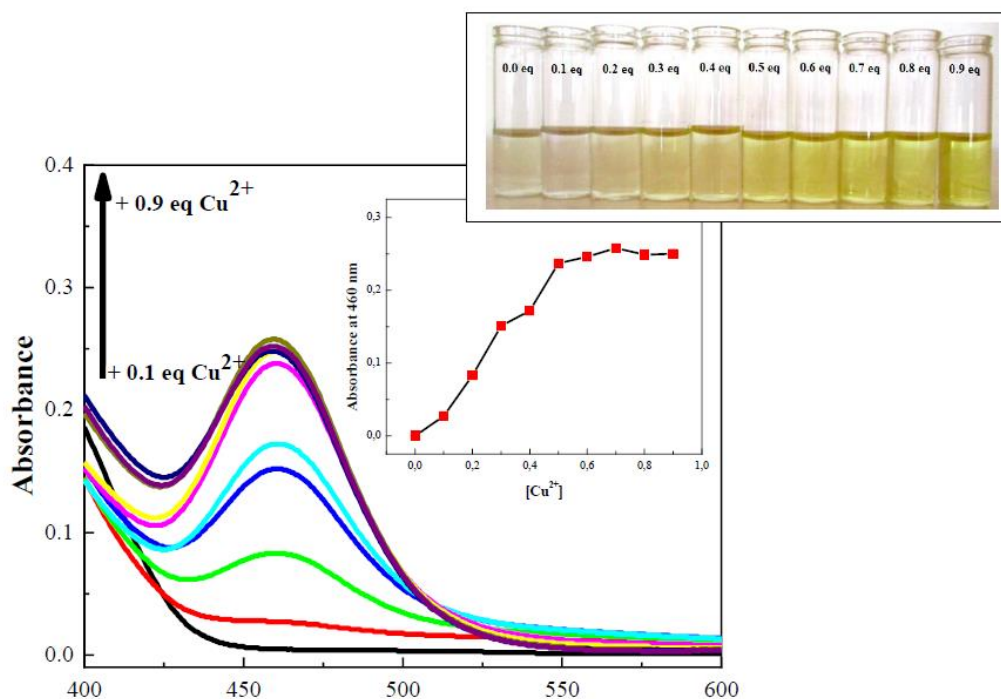 0.0 eq 0.1 eq 0.2 eq 0.3 eq 0.4 eq 0.5 eq 0.6 eq 0.7 eq 0.8 eq 0.9 eq
0.4
+ 0.9 eq Cu2+
0.3
+ 0.1 eq Cu2+
0.2
0.1
0.0
Absorbance
400 450 500 550 600
0,3
0,2
0,1
0,0
Absorbance at 460 nm
0,0 0,2 0,4 0,6 0,8 1,0
[Cu2+]